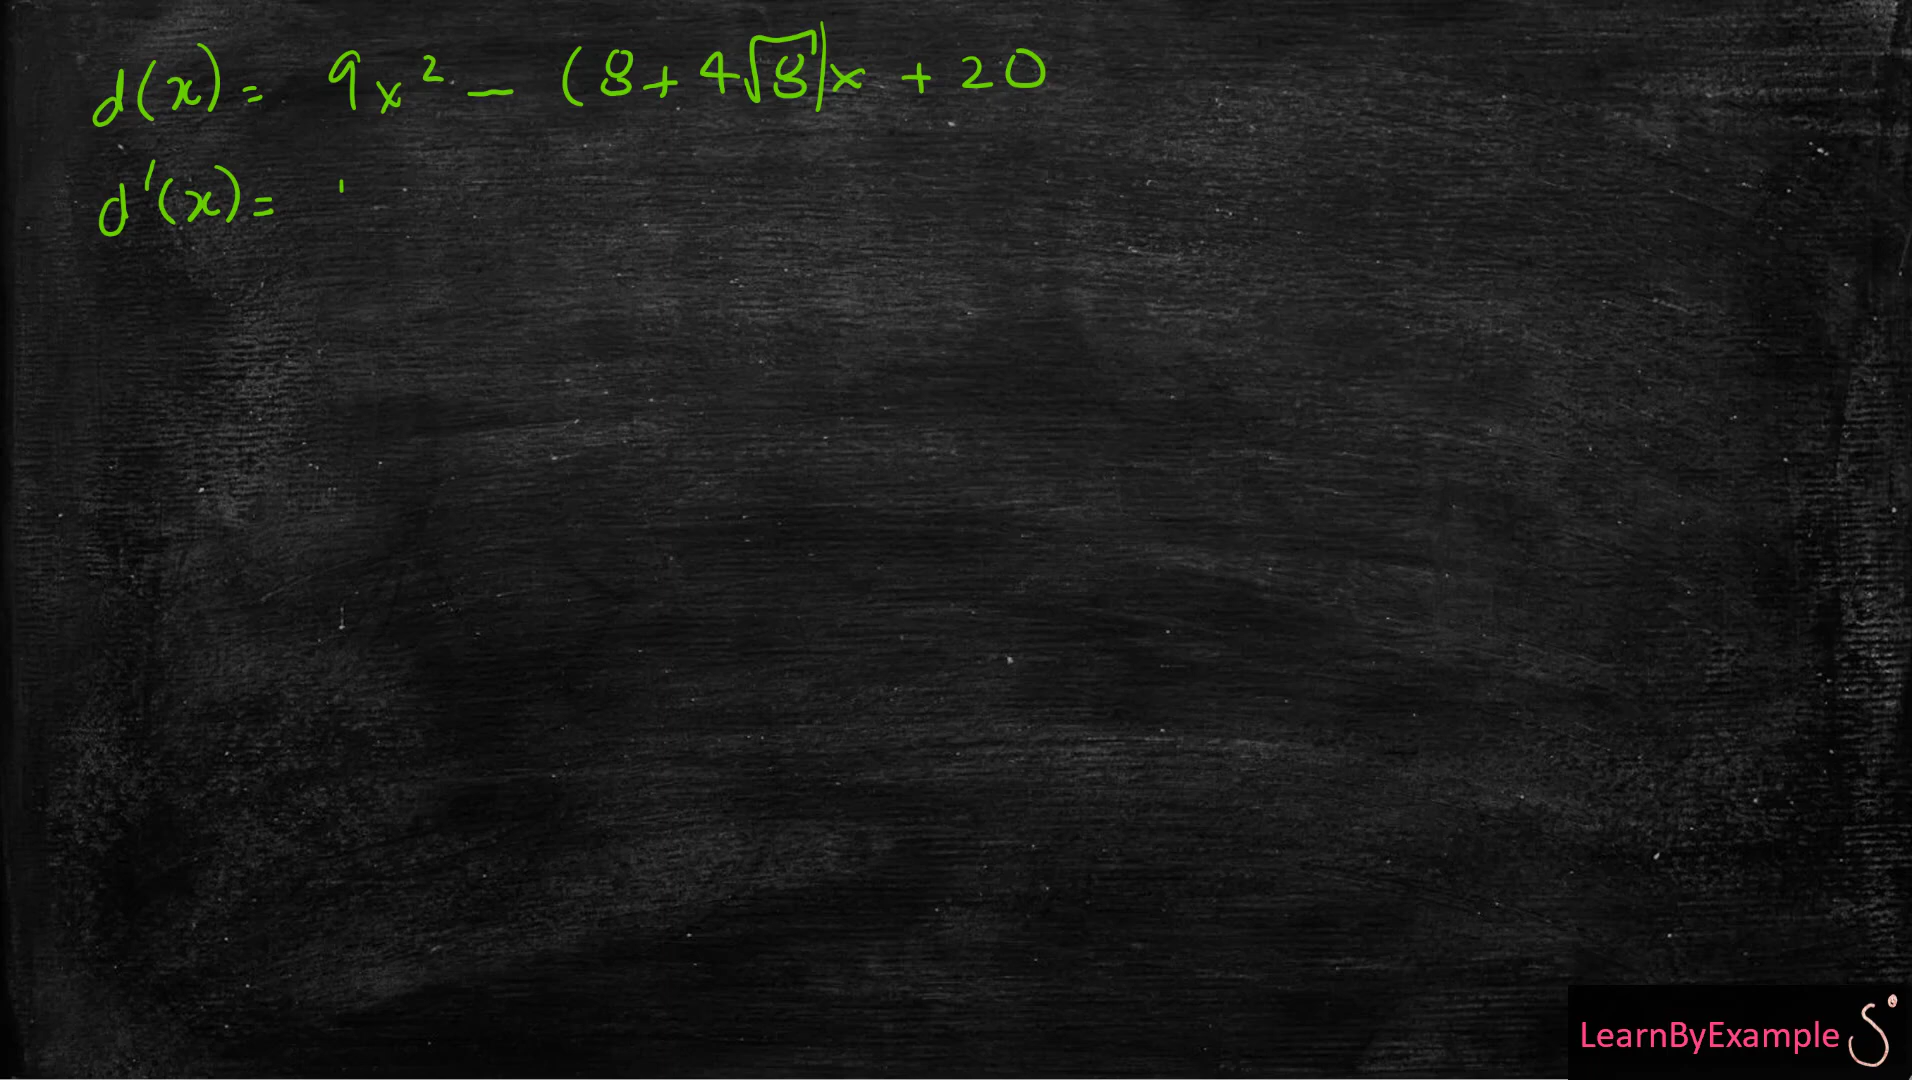 d(x) = 9x² - (8 + 4√8)x + 20
d'(x) = '
LearnByExample